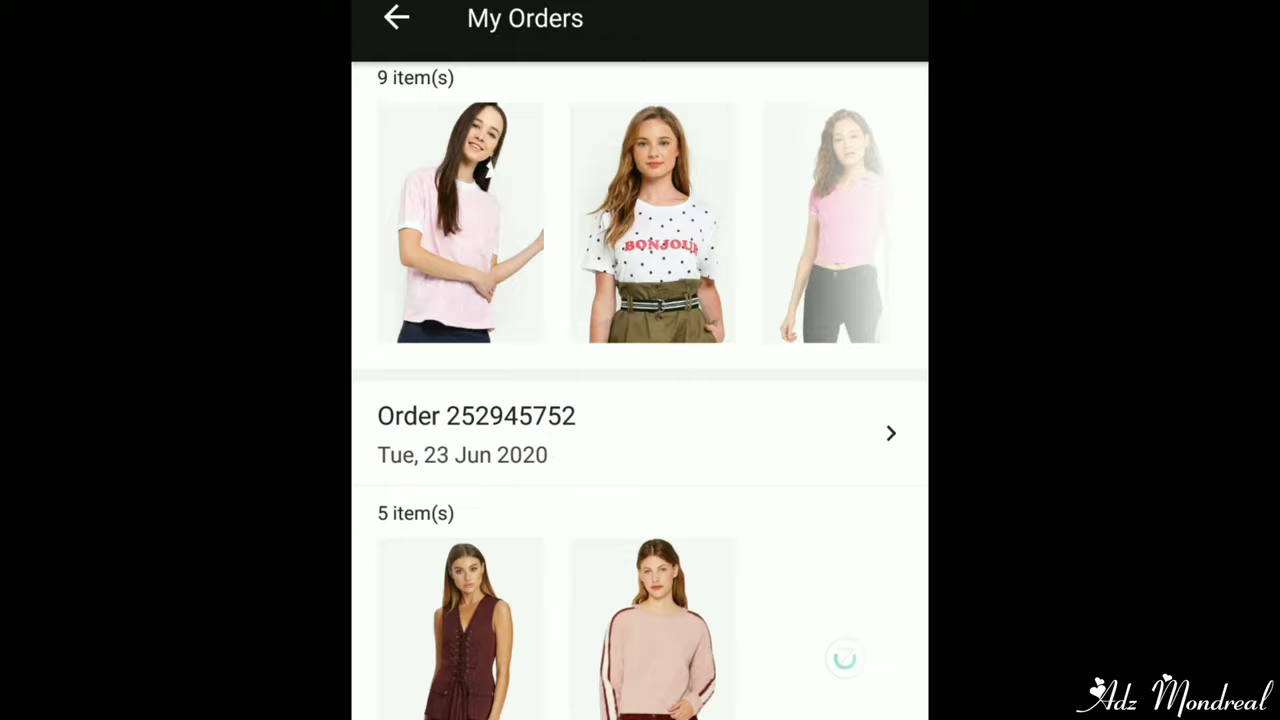 My Orders
9 item(s)
BONJOUR
Order 252945752
Tue, 23 Jun 2020
5 item(s)
Adz Mondreal